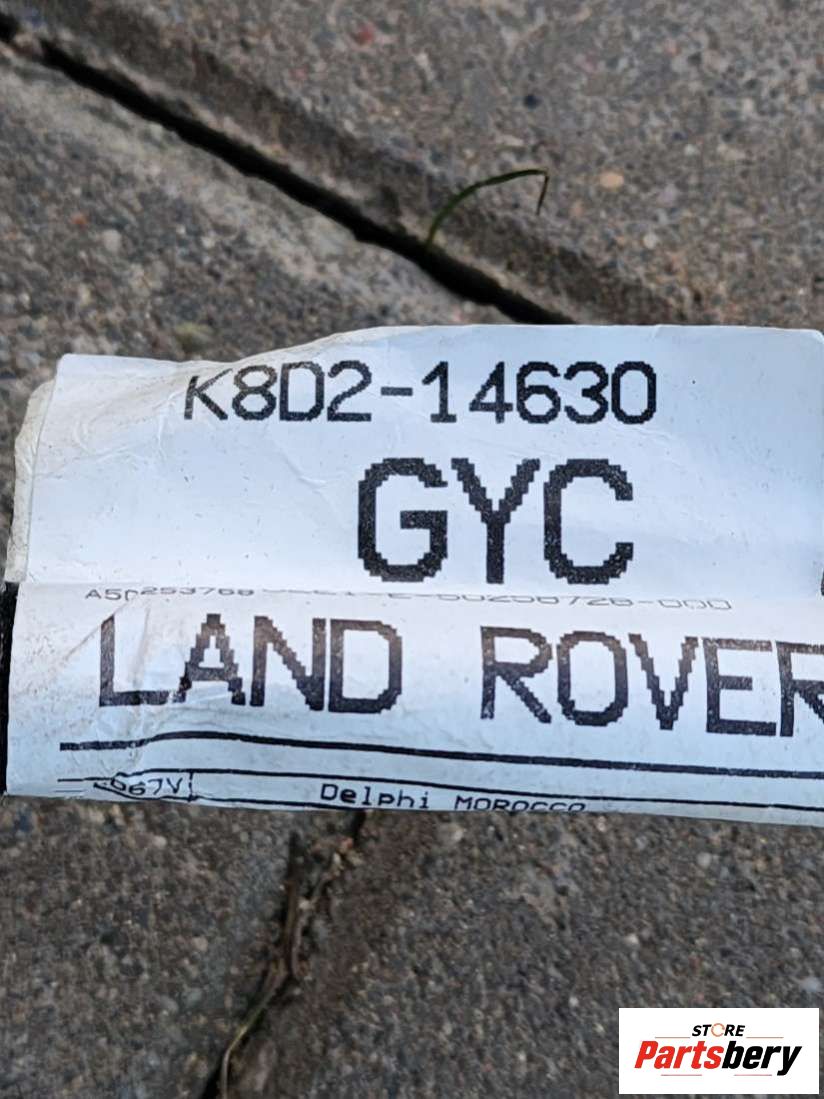 K8D2-14630
GYC
LAND ROVER
Delphi MOROCCO
STORE
Partsbery